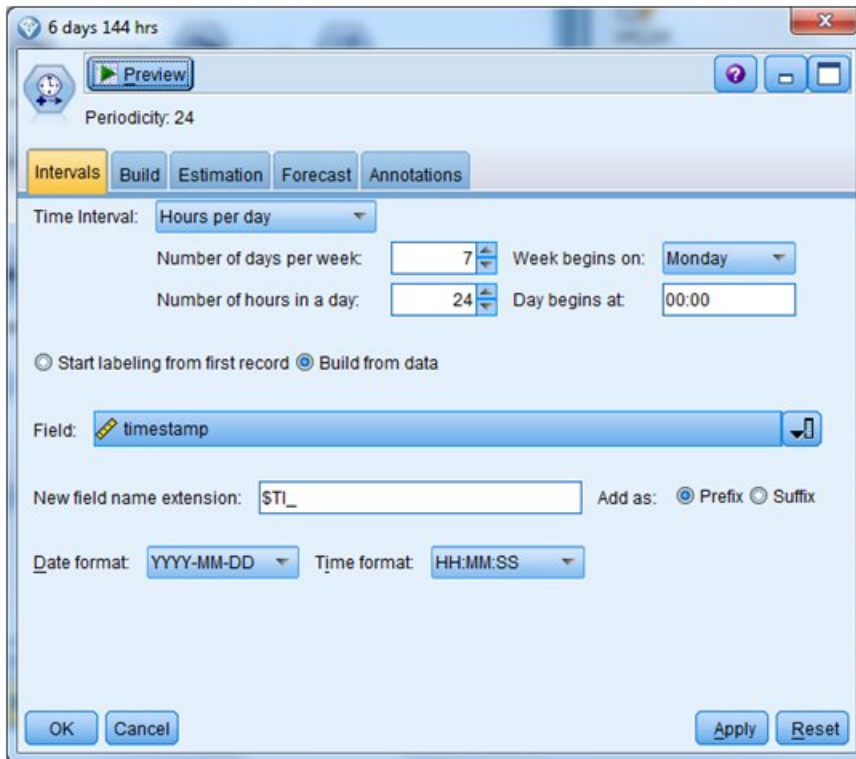 6 days 144 hrs
Preview
Periodicity: 24
Intervals Build Estimation Forecast Annotations
Time Interval: Hours per day
Number of days per week: 7 Week begins on: Monday
Number of hours in a day: 24 Day begins at: 00:00
Start labeling from first record Build from data
Field: timestamp
New field name extension: $TI_ Add as: Prefix Suffix
Date format: YYYY-MM-DD Time format: HH:MM:SS
OK Cancel Apply Reset